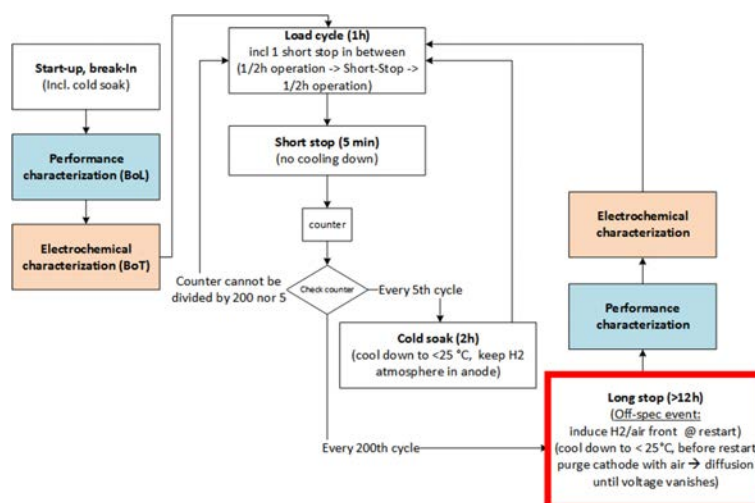 Start-up, break-In
(Incl. cold soak)
Performance
characterization (BoL)
Electrochemical
characterization (BoT)
Load cycle (1h)
incl 1 short stop in between
(1/2h operation -> Short-Stop ->
1/2h operation)
Short stop (5 min)
(no cooling down)
counter
Check counter
Counter cannot be
divided by 200 nor 5
Every 5th cycle
Cold soak (2h)
(cool down to <25 °C, keep H2
atmosphere in anode)
Every 200th cycle
Electrochemical
characterization
Performance
characterization
Long stop (>12h)
(Off-spec event:
induce H2/air front @ restart)
(cool down to < 25°C, before restart
purge cathode with air → diffusion
until voltage vanishes)